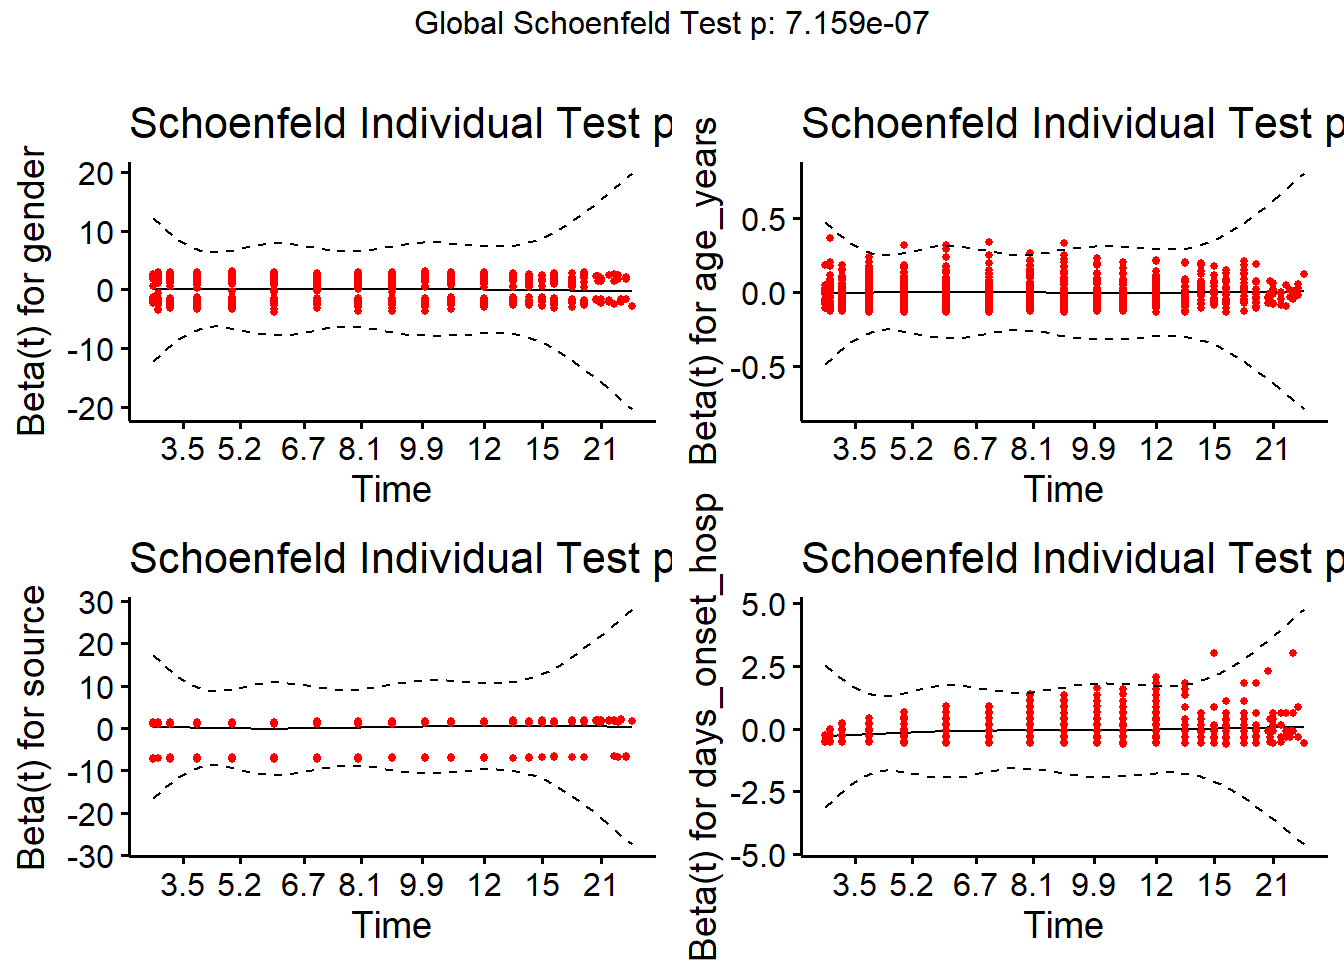 Global Schoenfeld Test p: 7.159e-07
Schoenfeld Individual Test p
Beta(t) for gender
20
10
0
-10
-20
3.5 5.2 6.7 8.1 9.9 12 15 21
Time
Schoenfeld Individual Test p
Beta(t) for age_years
0.5
0.0
-0.5
3.5 5.2 6.7 8.1 9.9 12 15 21
Time
Schoenfeld Individual Test p
Beta(t) for source
30
20
10
0
-10
-20
-30
3.5 5.2 6.7 8.1 9.9 12 15 21
Time
Schoenfeld Individual Test p
Beta(t) for days_onset_hosp
5.0
2.5
0.0
-2.5
-5.0
3.5 5.2 6.7 8.1 9.9 12 15 21
Time